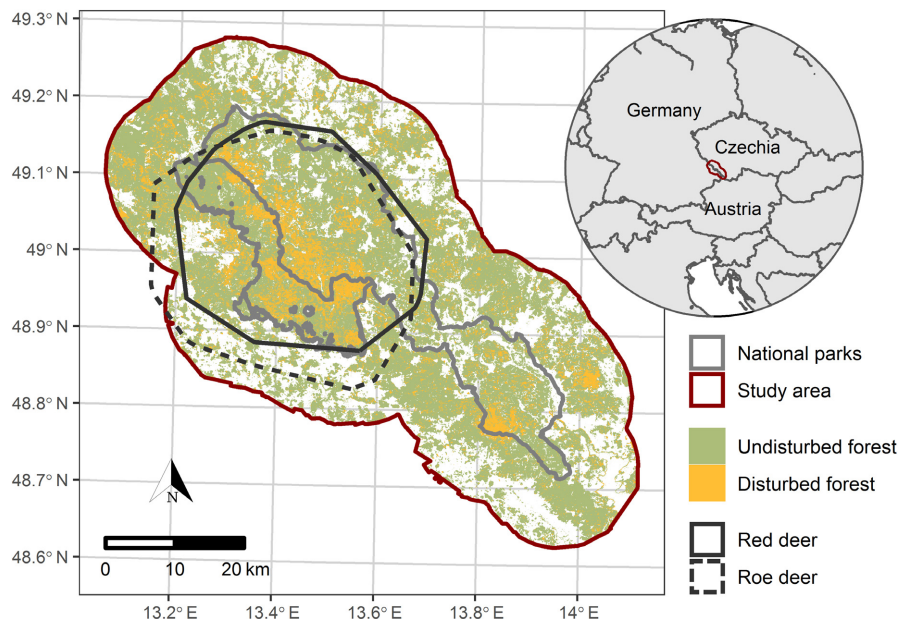 49.3° N
49.2° N
49.1° N
49° N
48.9° N
48.8° N
48.7° N
48.6° N
13.2° E
13.4° E
13.6° E
13.8° E
14° E
N
0 10 20 km
Germany
Czechia
Austria
National parks
Study area
Undisturbed forest
Disturbed forest
Red deer
Roe deer